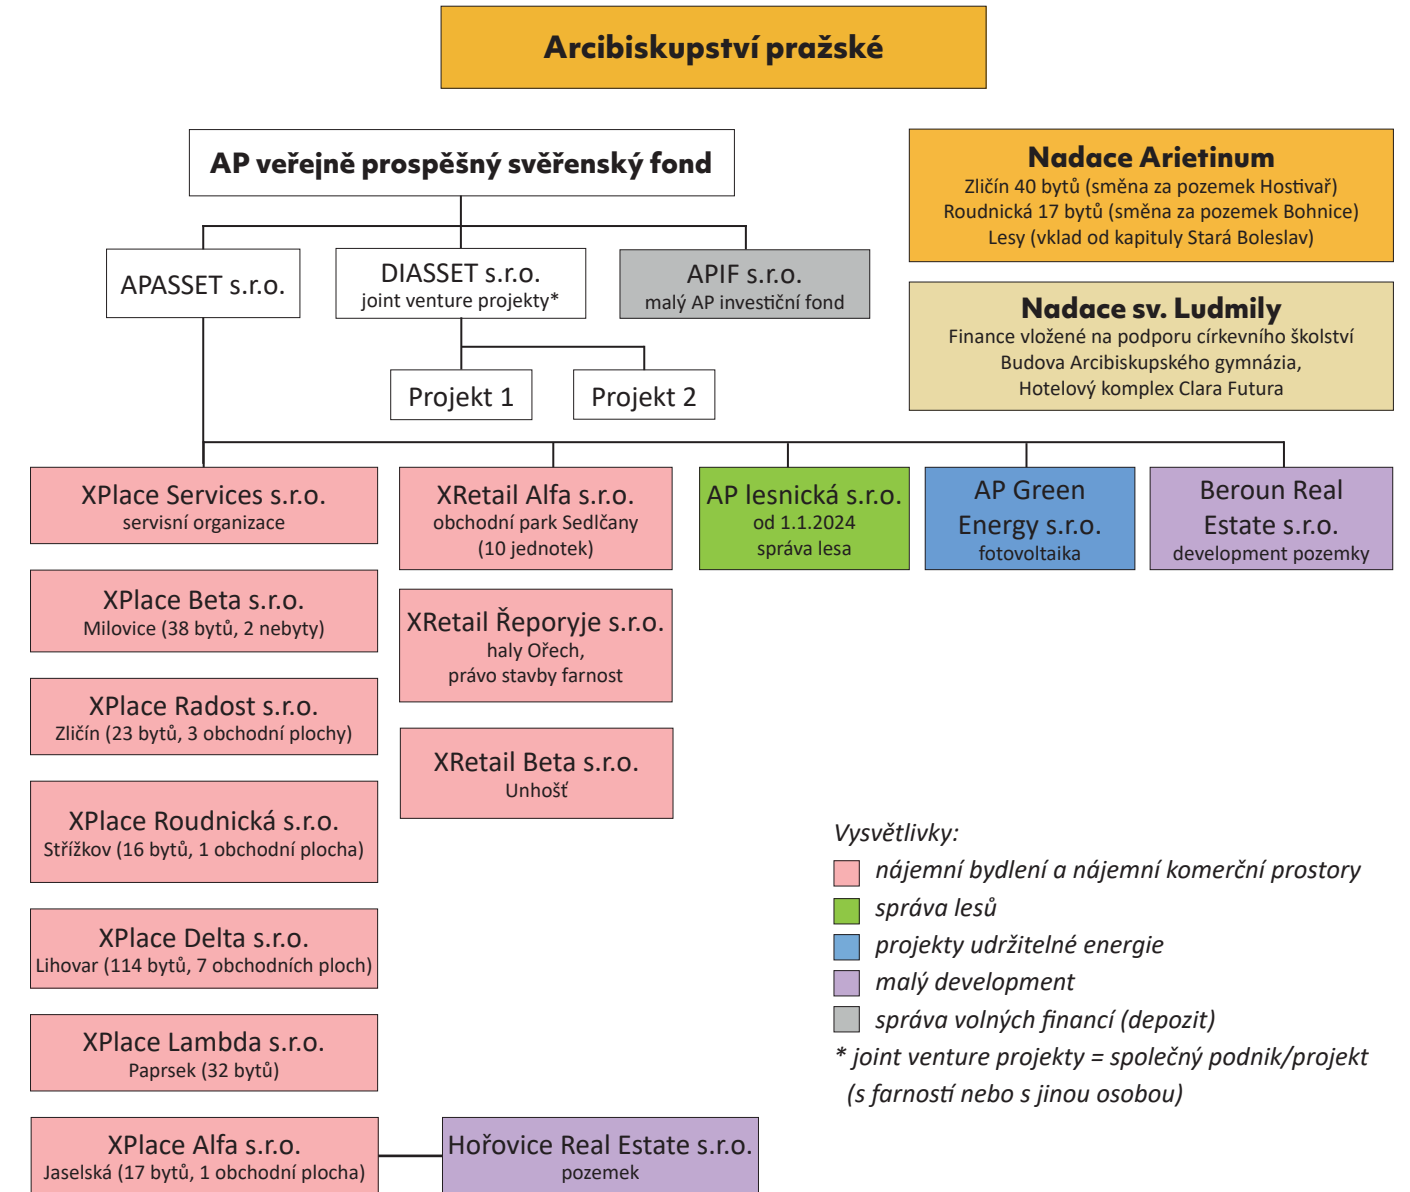 Arcibiskupství pražské
AP veřejně prospěšný svěřenský fond
Nadace Arietinum
Zličín 40 bytů (směna za pozemek Hostivař)
Roudnická 17 bytů (směna za pozemek Bohnice)
Lesy (vklad od kapituly Stará Boleslav)
APASSET s.r.o.
DIASSET s.r.o.
joint venture projekty*
APIF s.r.o.
malý AP investiční fond
Nadace sv. Ludmily
Finance vložené na podporu církevního školství
Budova Arcibiskupského gymnázia,
Hotelový komplex Clara Futura
Projekt 1
Projekt 2
XPlace Services s.r.o.
servisní organizace
XRetail Alfa s.r.o.
obchodní park Sedlčany
(10 jednotek)
AP lesnická s.r.o.
od 1.1.2024
správa lesa
AP Green
Energy s.r.o.
fotovoltaika
Beroun Real
Estate s.r.o.
development pozemky
XPlace Beta s.r.o.
Milovice (38 bytů, 2 nebyty)
XRetail Řeporyje s.r.o.
haly Ořech,
právo stavby farnost
XPlace Radost s.r.o.
Zličín (23 bytů, 3 obchodní plochy)
XRetail Beta s.r.o.
Unhošť
XPlace Roudnická s.r.o.
Střížkov (16 bytů, 1 obchodní plocha)
XPlace Delta s.r.o.
Lihovar (114 bytů, 7 obchodních ploch)
XPlace Lambda s.r.o.
Paprsek (32 bytů)
XPlace Alfa s.r.o.
Jaselská (17 bytů, 1 obchodní plocha)
Hořovice Real Estate s.r.o.
pozemek
Vysvětlivky:
nájemní bydlení a nájemní komerční prostory
správa lesů
projekty udržitelné energie
malý development
správa volných financí (depozit)
* joint venture projekty = společný podnik/projekt
(s farností nebo s jinou osobou)